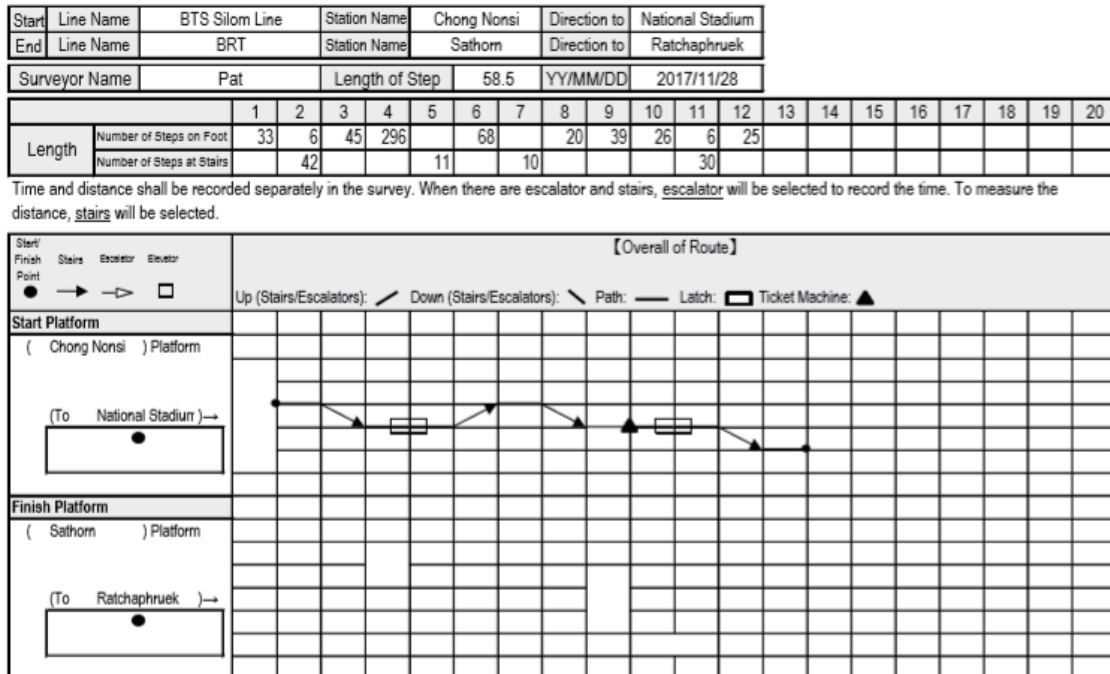 Start Line Name BTS Silom Line Station Name Chong Nonsi Direction to National Stadium
End Line Name BRT Station Name Sathorn Direction to Ratchaphruek
Surveyor Name Pat Length of Step 58.5 YY/MM/DD 2017/11/28
1 2 3 4 5 6 7 8 9 10 11 12 13 14 15 16 17 18 19 20
Length
Number of Steps on Foot 33 6 45 296 68 20 39 26 6 25
Number of Steps at Stairs 42 11 10 30
Time and distance shall be recorded separately in the survey. When there are escalator and stairs, escalator will be selected to record the time. To measure the
distance, stairs will be selected.
Start/
Finish Stairs Escalator Elevator
Point
【Overall of Route】
Up (Stairs/Escalators): Down (Stairs/Escalators): Path: Latch: Ticket Machine:
Start Platform
( Chong Nonsi ) Platform
(To National Stadium )→
Finish Platform
( Sathorn ) Platform
(To Ratchaphruek )→